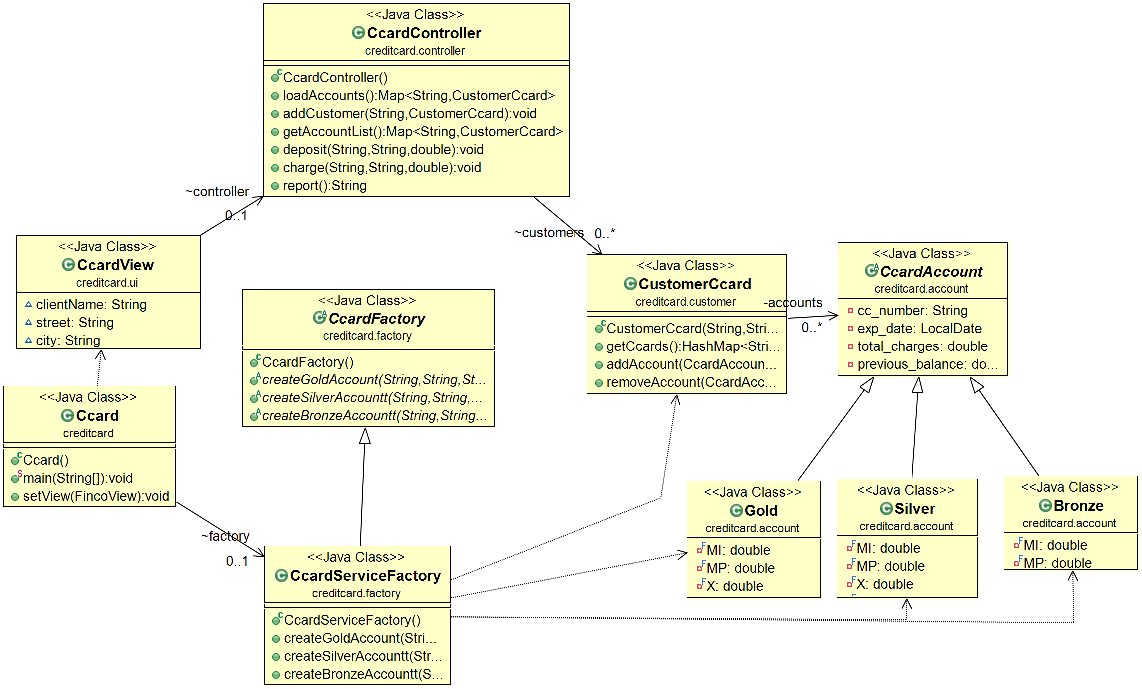 <<Java Class>>
CcardController
creditcard.controller
CcardController()
loadAccounts():Map<String,CustomerCcard>
addCustomer(String,CustomerCcard):void
getAccountList():Map<String,CustomerCcard>
deposit(String,String,double):void
charge(String,String,double):void
report():String
~controller
0..1
~customers
0..*
<<Java Class>>
CcardView
creditcard.ui
clientName: String
street: String
city: String
<<Java Class>>
CcardFactory
creditcard.factory
CcardFactory()
createGoldAccount(String,String,St...
createSilverAccountt(String,String,...
createBronzeAccountt(String,String...
<<Java Class>>
CustomerCcard
creditcard.customer
CustomerCcard(String,Stri...
getCcards():HashMap<Stri...
addAccount(CcardAccoun...
removeAccount(CcardAcc...
-accounts
0..*
<<Java Class>>
CcardAccount
creditcard.account
cc_number: String
exp_date: LocalDate
total_charges: double
previous_balance: do...
<<Java Class>>
Ccard
creditcard
Ccard()
main(String[]):void
setView(FincoView):void
~factory
0..1
<<Java Class>>
CcardServiceFactory
creditcard.factory
CcardServiceFactory()
createGoldAccount(Stri...
createSilverAccountt(Str...
createBronzeAccountt(S...
<<Java Class>>
Gold
creditcard.account
MI: double
MP: double
X: double
<<Java Class>>
Silver
creditcard.account
MI: double
MP: double
X: double
<<Java Class>>
Bronze
creditcard.account
MI: double
MP: double